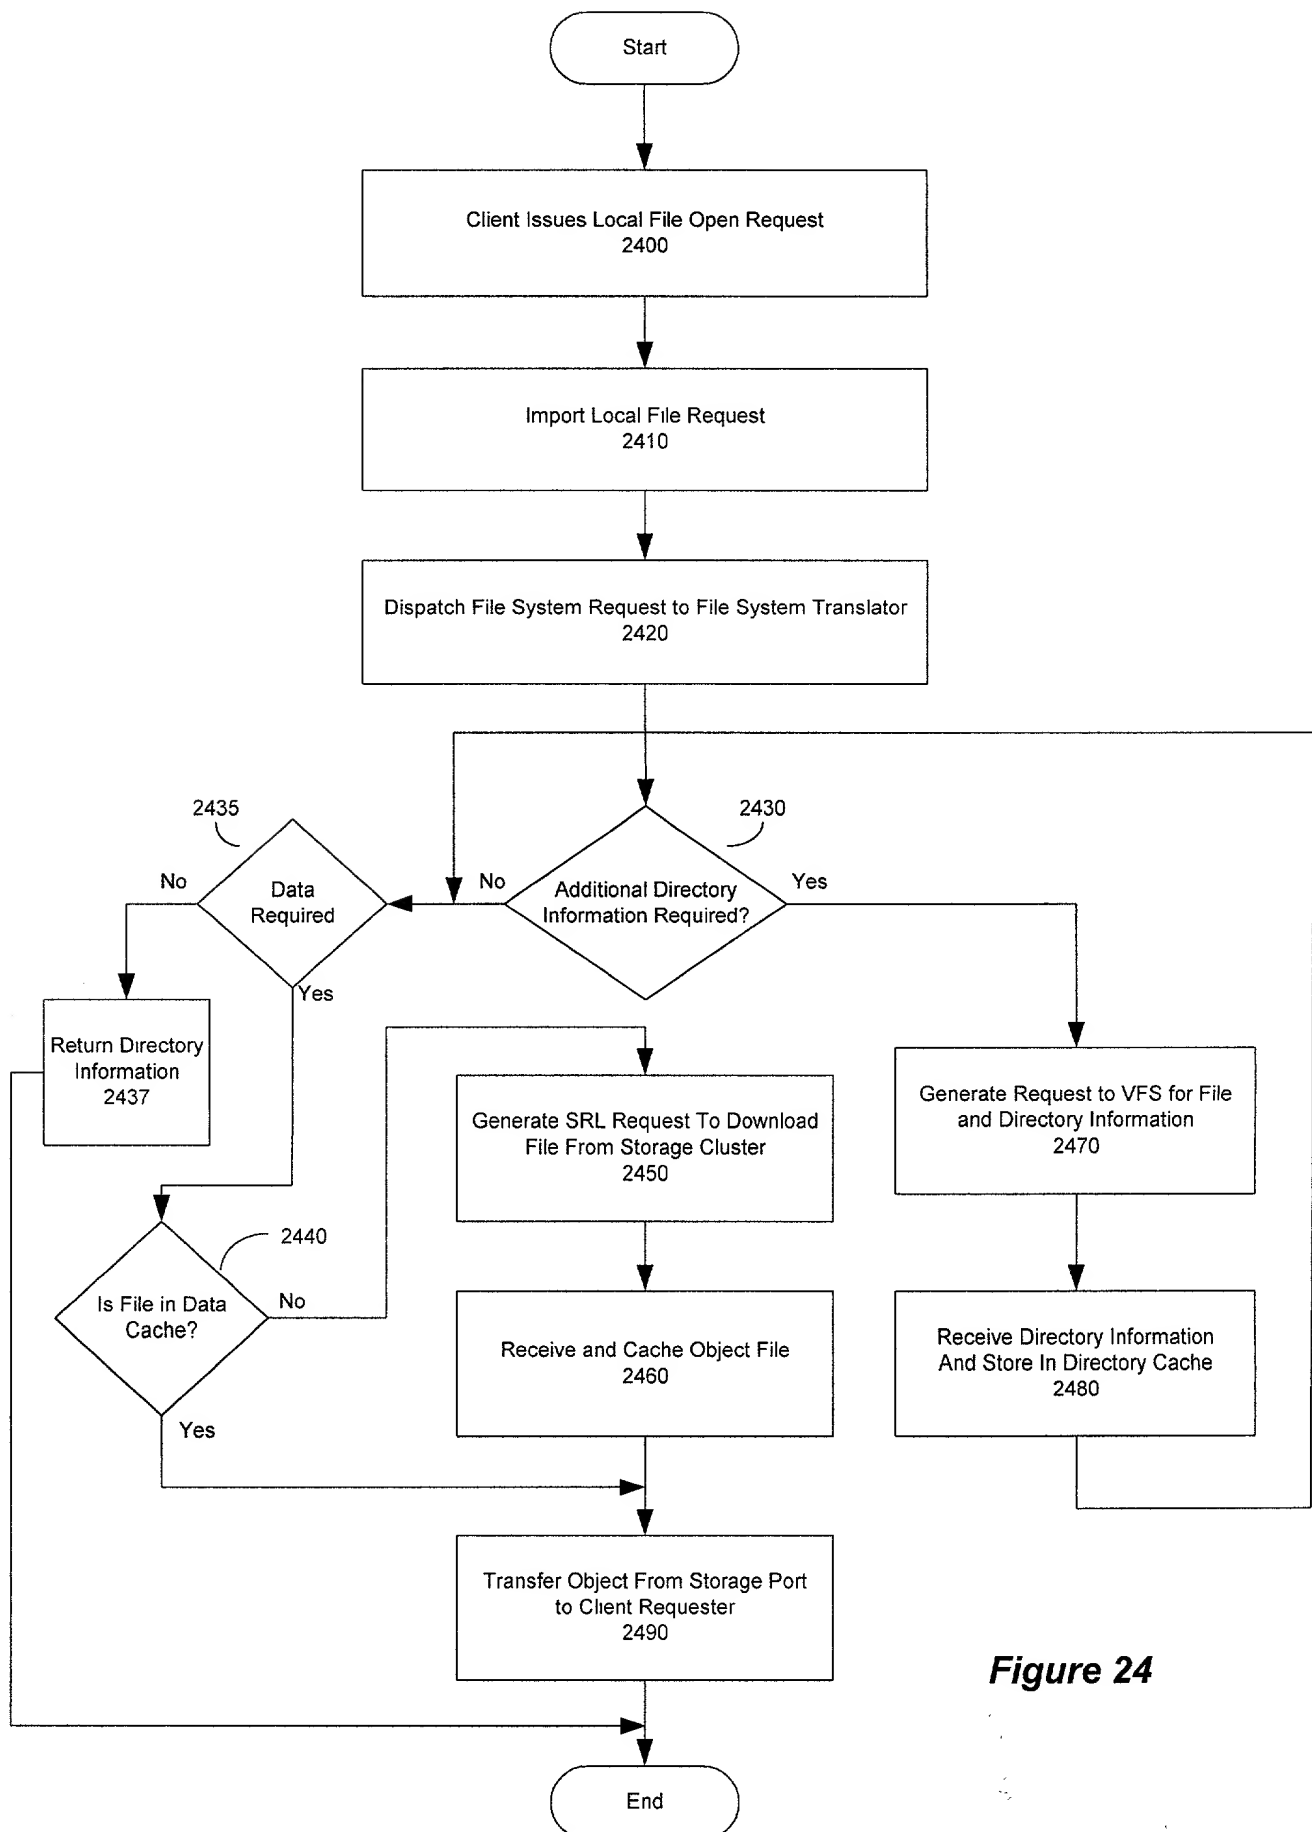 Start
Client Issues Local File Open Request
2400
Import Local File Request
2410
Dispatch File System Request to File System Translator
2420
2435
2430
No
Data
Required
No
Additional Directory
Information Required?
Yes
Yes
Return Directory
Information
2437
Generate SRL Request To Download
File From Storage Cluster
2450
Generate Request to VFS for File
and Directory Information
2470
2440
Is File in Data
Cache?
No
Receive and Cache Object File
2460
Receive Directory Information
And Store In Directory Cache
2480
Yes
Transfer Object From Storage Port
to Client Requester
2490
Figure 24
End